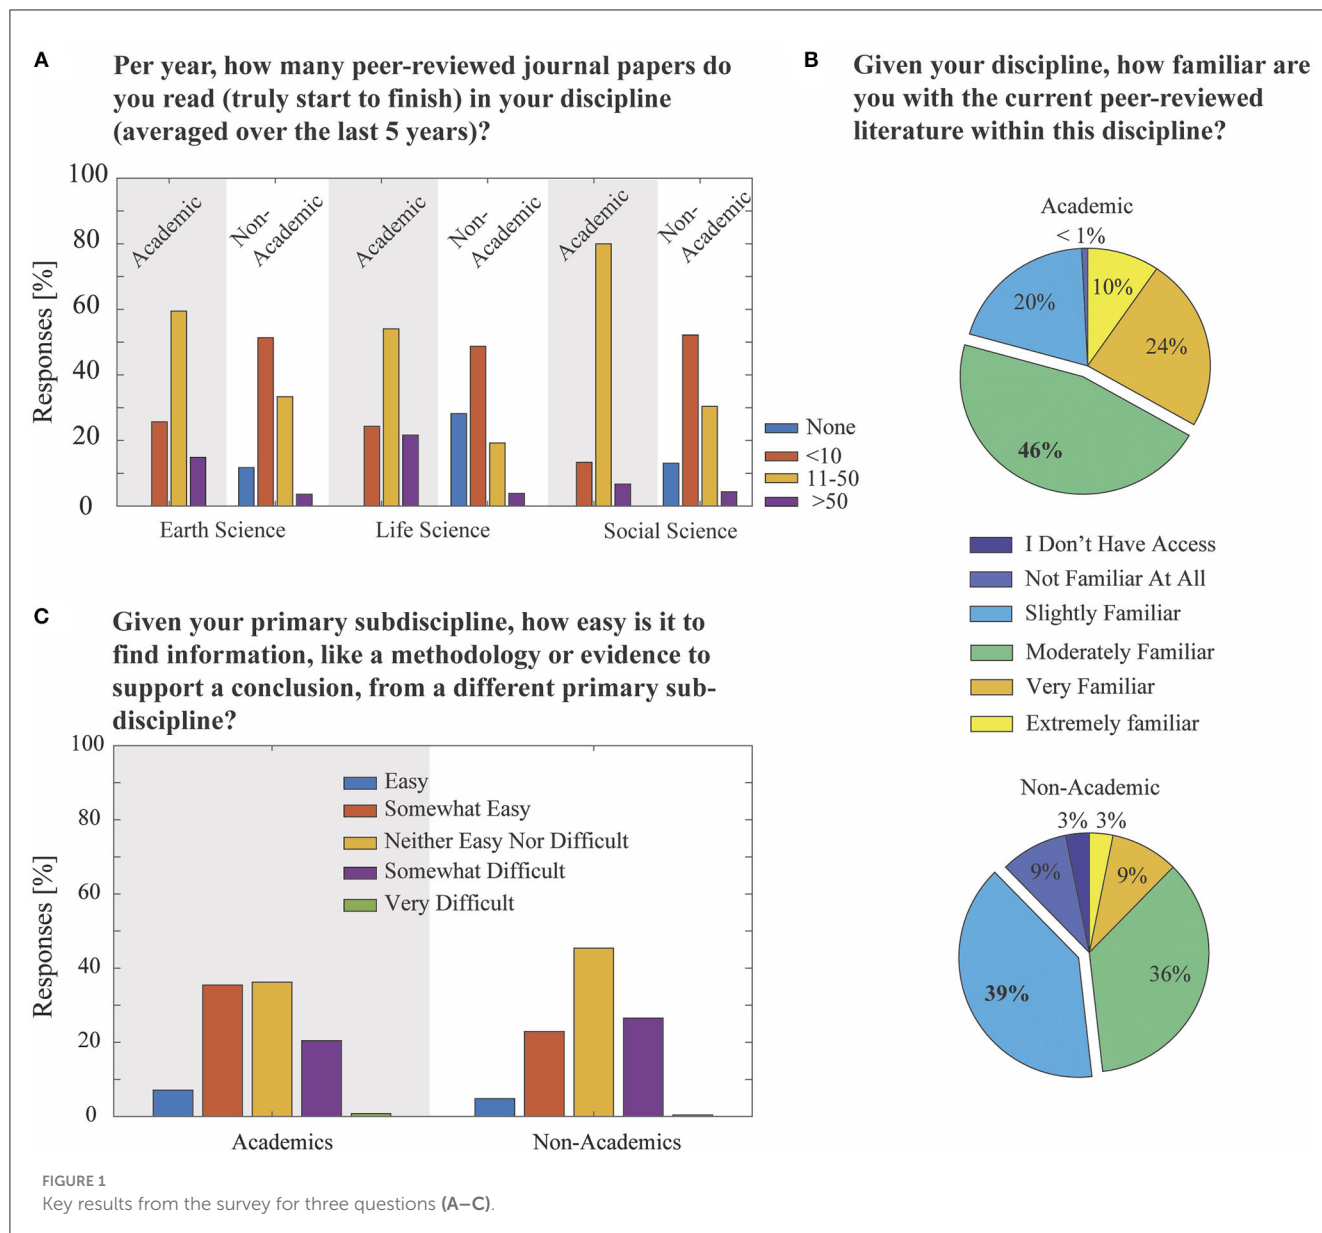 A
Per year, how many peer-reviewed journal papers do
you read (truly start to finish) in your discipline
(averaged over the last 5 years)?
Responses [%]
100
80
60
40
20
0
Academic
Non-
Academic
Academic
Non-
Academic
Academic
Non-
Academic
Earth Science
Life Science
Social Science
None
<10
11-50
>50
B
Given your discipline, how familiar are
you with the current peer-reviewed
literature within this discipline?
Academic
< 1%
10%
20%
24%
46%
I Don't Have Access
Not Familiar At All
Slightly Familiar
Moderately Familiar
Very Familiar
Extremely familiar
Non-Academic
3% 3%
9%
9%
36%
39%
C
Given your primary subdiscipline, how easy is it to
find information, like a methodology or evidence to
support a conclusion, from a different primary sub-
discipline?
Responses [%]
100
80
60
40
20
0
Easy
Somewhat Easy
Neither Easy Nor Difficult
Somewhat Difficult
Very Difficult
Academics
Non-Academics
FIGURE 1
Key results from the survey for three questions (A–C).